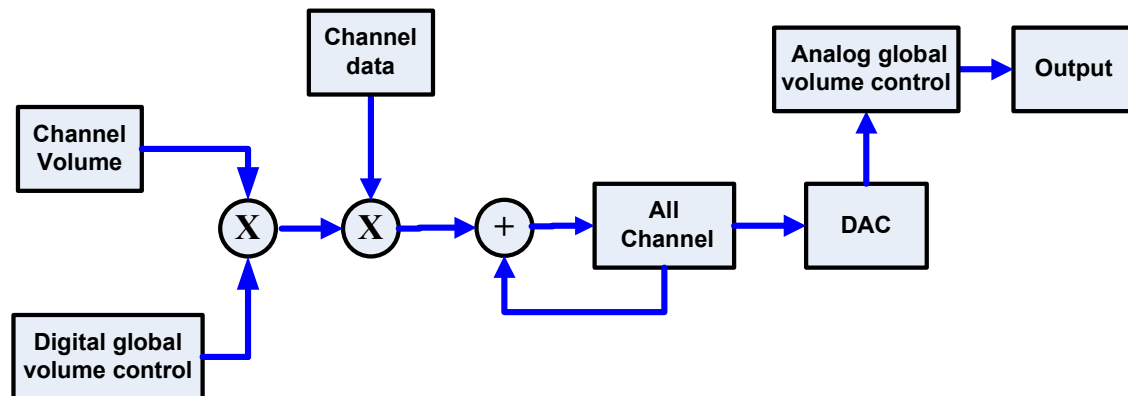 Channel
data
Analog global
volume control
Output
Channel
Volume
X
X
+
All
Channel
DAC
Digital global
volume control